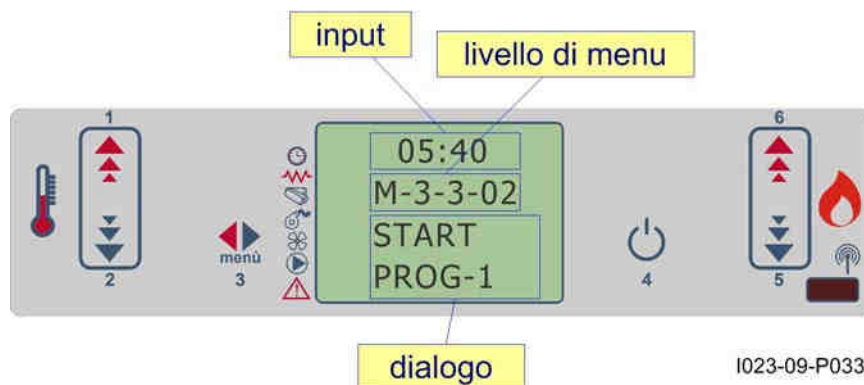 input
livello di menu
1
6
05:40
M-3-3-02
START
PROG-1
menù
2
3
4
5
dialogo
I023-09-P033